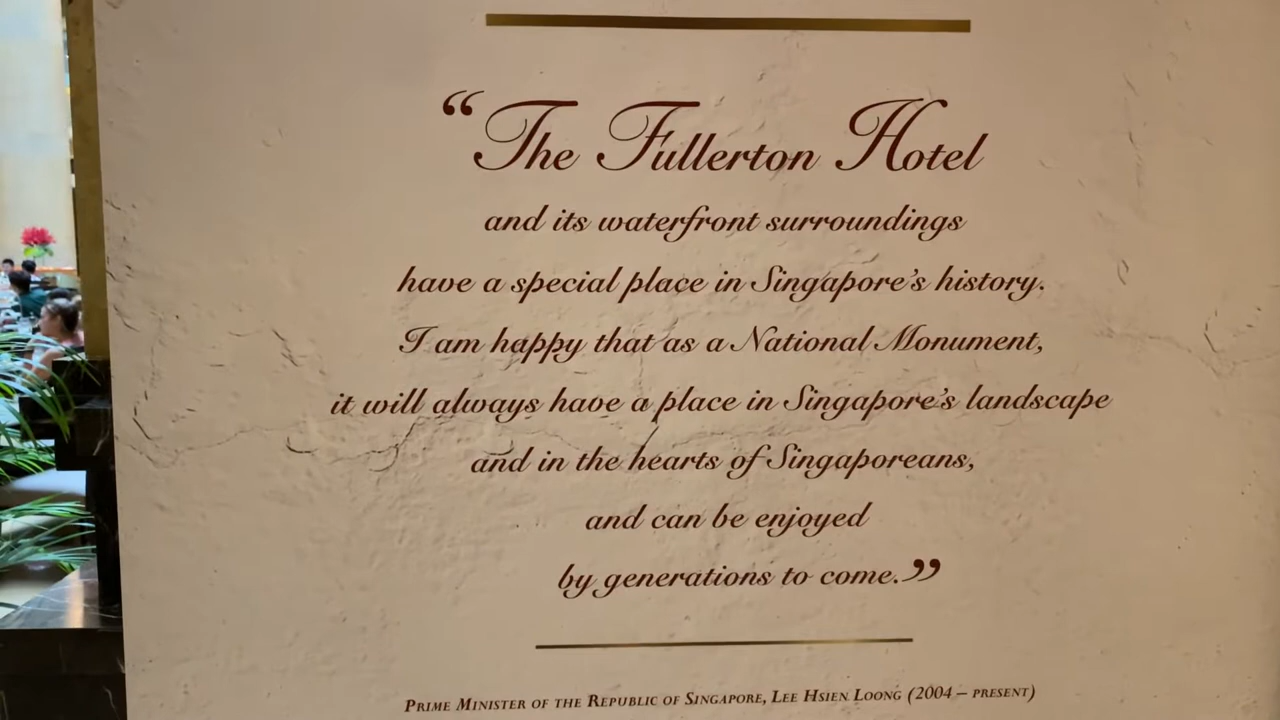 “The Fullerton Hotel
and its waterfront surroundings
have a special place in Singapore’s history.
I am happy that as a National Monument,
it will always have a place in Singapore’s landscape
and in the hearts of Singaporeans,
and can be enjoyed
by generations to come.”
Prime Minister of the Republic of Singapore, Lee Hsien Loong (2004 – present)